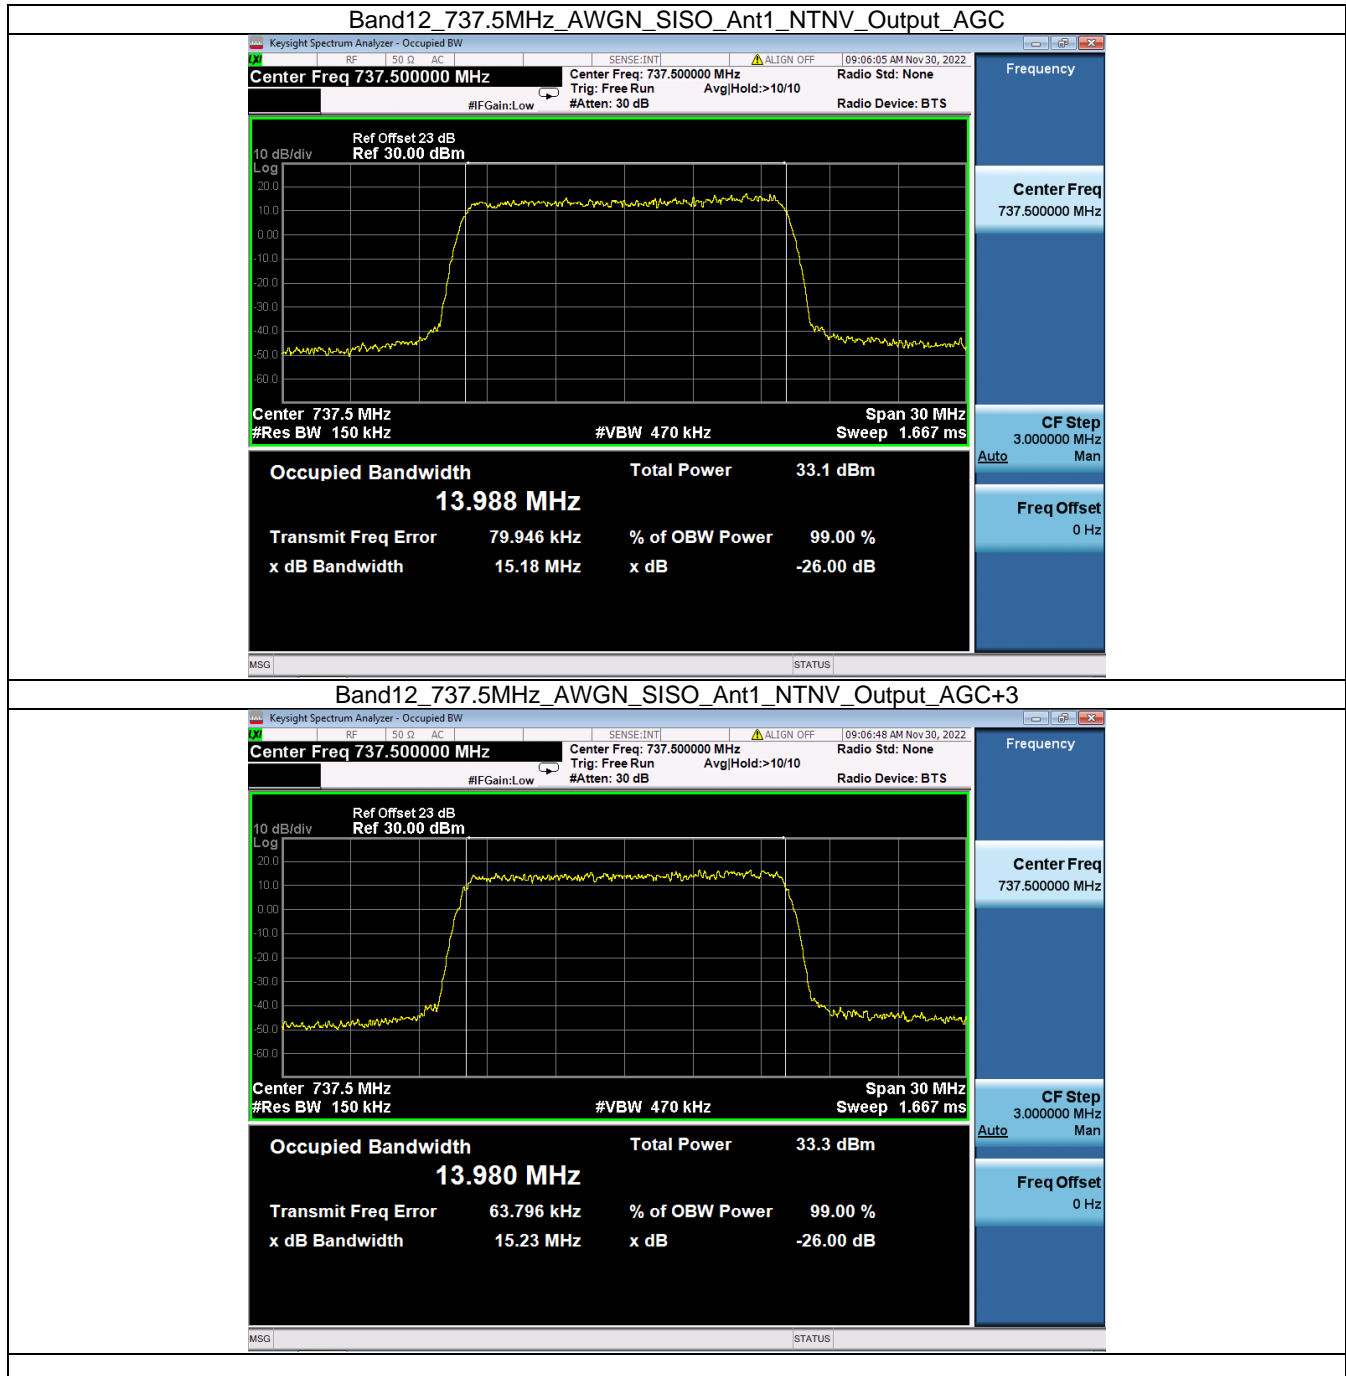 Band12_737.5MHz_AWGN_SISO_Ant1_NTNV_Output_AGC
Keysight Spectrum Analyzer - Occupied BW
LXI RF 50 Ω AC SENSE:INT ALIGN OFF 09:06:05 AM Nov 30, 2022
Center Freq 737.500000 MHz
Center Freq: 737.500000 MHz Radio Std: None
Trig: Free Run Avg|Hold:>10/10
#IFGain:Low #Atten: 30 dB Radio Device: BTS
Frequency
Ref Offset 23 dB
10 dB/div Ref 30.00 dBm
Log
20.0
10.0
0.00
-10.0
-20.0
-30.0
-40.0
-50.0
-60.0
Center 737.5 MHz Span 30 MHz
#Res BW 150 kHz #VBW 470 kHz Sweep 1.667 ms
Center Freq
737.500000 MHz
CF Step
3.000000 MHz
Auto Man
Freq Offset
0 Hz
Occupied Bandwidth Total Power 33.1 dBm
13.988 MHz
Transmit Freq Error 79.946 kHz % of OBW Power 99.00 %
x dB Bandwidth 15.18 MHz x dB -26.00 dB
MSG STATUS
Band12_737.5MHz_AWGN_SISO_Ant1_NTNV_Output_AGC+3
Keysight Spectrum Analyzer - Occupied BW
LXI RF 50 Ω AC SENSE:INT ALIGN OFF 09:06:48 AM Nov 30, 2022
Center Freq 737.500000 MHz
Center Freq: 737.500000 MHz Radio Std: None
Trig: Free Run Avg|Hold:>10/10
#IFGain:Low #Atten: 30 dB Radio Device: BTS
Frequency
Ref Offset 23 dB
10 dB/div Ref 30.00 dBm
Log
20.0
10.0
0.00
-10.0
-20.0
-30.0
-40.0
-50.0
-60.0
Center 737.5 MHz Span 30 MHz
#Res BW 150 kHz #VBW 470 kHz Sweep 1.667 ms
Center Freq
737.500000 MHz
CF Step
3.000000 MHz
Auto Man
Freq Offset
0 Hz
Occupied Bandwidth Total Power 33.3 dBm
13.980 MHz
Transmit Freq Error 63.796 kHz % of OBW Power 99.00 %
x dB Bandwidth 15.23 MHz x dB -26.00 dB
MSG STATUS